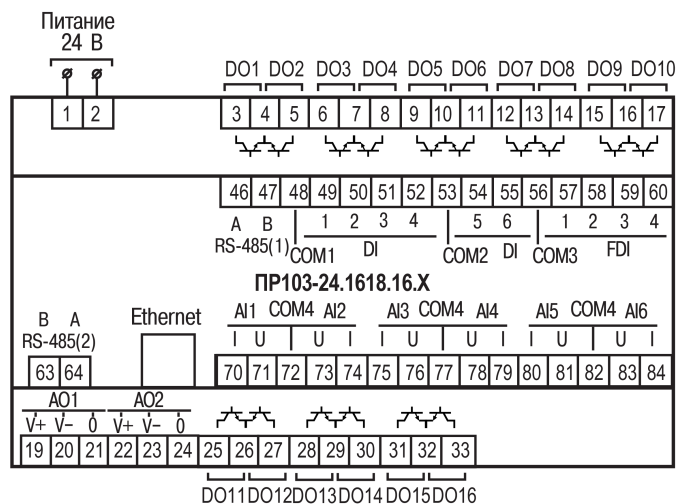 Питание
24 В
DO1 DO2 DO3 DO4 DO5 DO6 DO7 DO8 DO9 DO10
1 2 3 4 5 6 7 8 9 10 11 12 13 14 15 16 17
46 47 48 49 50 51 52 53 54 55 56 57 58 59 60
A B 1 2 3 4 5 6 1 2 3 4
RS-485(1) COM1 DI COM2 DI COM3 FDI
ПР103-24.1618.16.X
B A Ethernet AI1 COM4 AI2 AI3 COM4 AI4 AI5 COM4 AI6
RS-485(2) I U U I I U U I I U U I
63 64 70 71 72 73 74 75 76 77 78 79 80 81 82 83 84
AO1 AO2
V+ V- 0 V+ V- 0
19 20 21 22 23 24 25 26 27 28 29 30 31 32 33
DO11 DO12 DO13 DO14 DO15 DO16